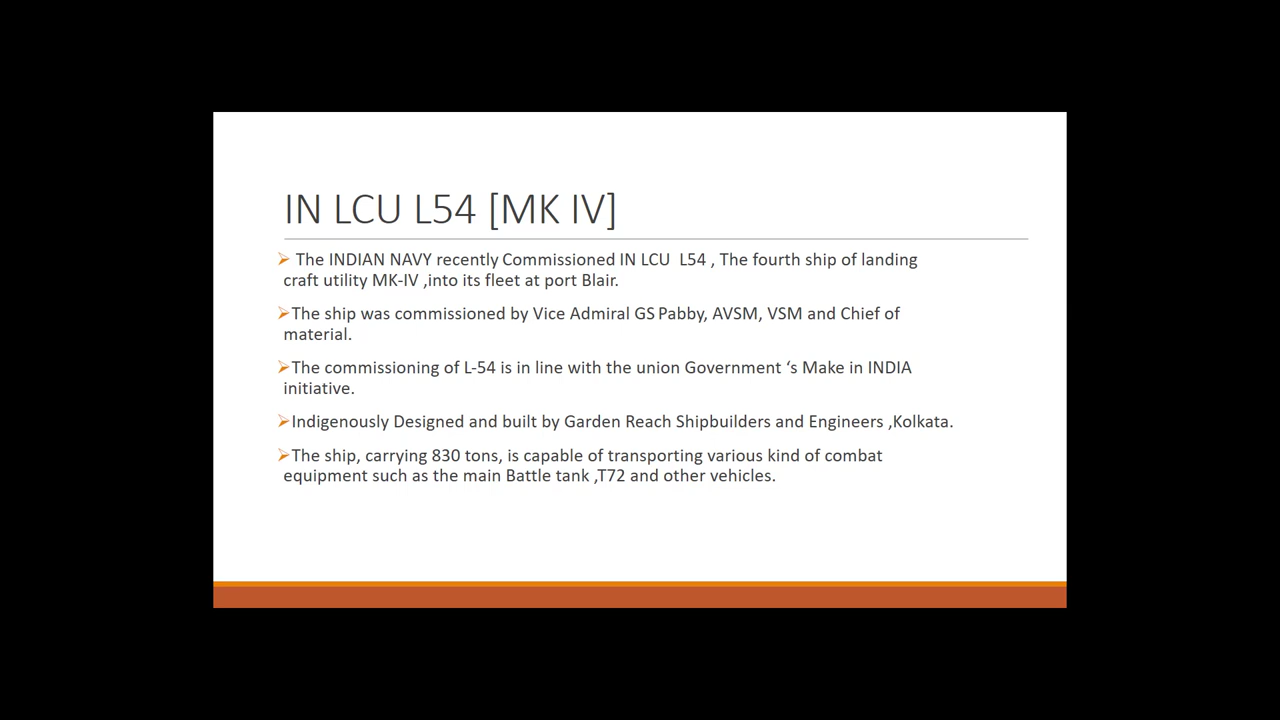 IN LCU L54 [MK IV]
The INDIAN NAVY recently Commissioned IN LCU L54 , The fourth ship of landing
craft utility MK-IV ,into its fleet at port Blair.
The ship was commissioned by Vice Admiral GS Pabby, AVSM, VSM and Chief of
material.
The commissioning of L-54 is in line with the union Government ‘s Make in INDIA
initiative.
Indigenously Designed and built by Garden Reach Shipbuilders and Engineers ,Kolkata.
The ship, carrying 830 tons, is capable of transporting various kind of combat
equipment such as the main Battle tank ,T72 and other vehicles.